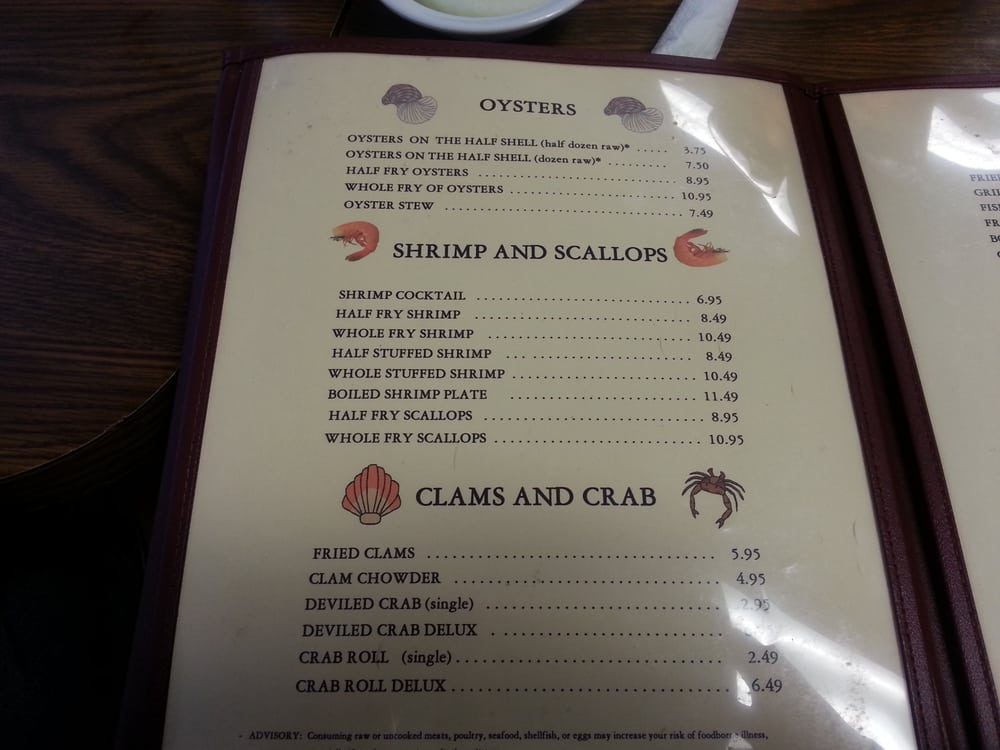 OYSTERS
OYSTERS ON THE HALF SHELL (half dozen raw)* ..... 3.75
OYSTERS ON THE HALF SHELL (dozen raw)* ......... 7.50
HALF FRY OYSTERS ................................ 8.95
WHOLE FRY OF OYSTERS .......................... 10.95
OYSTER STEW ..................................... 7.49
SHRIMP AND SCALLOPS
SHRIMP COCKTAIL ................................ 6.95
HALF FRY SHRIMP ................................ 8.49
WHOLE FRY SHRIMP .............................. 10.49
HALF STUFFED SHRIMP ... ........................ 8.49
WHOLE STUFFED SHRIMP .......................... 10.49
BOILED SHRIMP PLATE ........................... 11.49
HALF FRY SCALLOPS .............................. 8.95
WHOLE FRY SCALLOPS ............................ 10.95
CLAMS AND CRAB
FRIED CLAMS .................................... 5.95
CLAM CHOWDER .................................. 4.95
DEVILED CRAB (single) .............................. 2.95
DEVILED CRAB DELUX ..............................
CRAB ROLL (single) .................................. 2.49
CRAB ROLL DELUX .................................. 6.49
- ADVISORY: Consuming raw or uncooked meats, poultry, seafood, shellfish, or eggs may increase your risk of foodborne illness,
FRIE
GRI
FIS
FR
BO